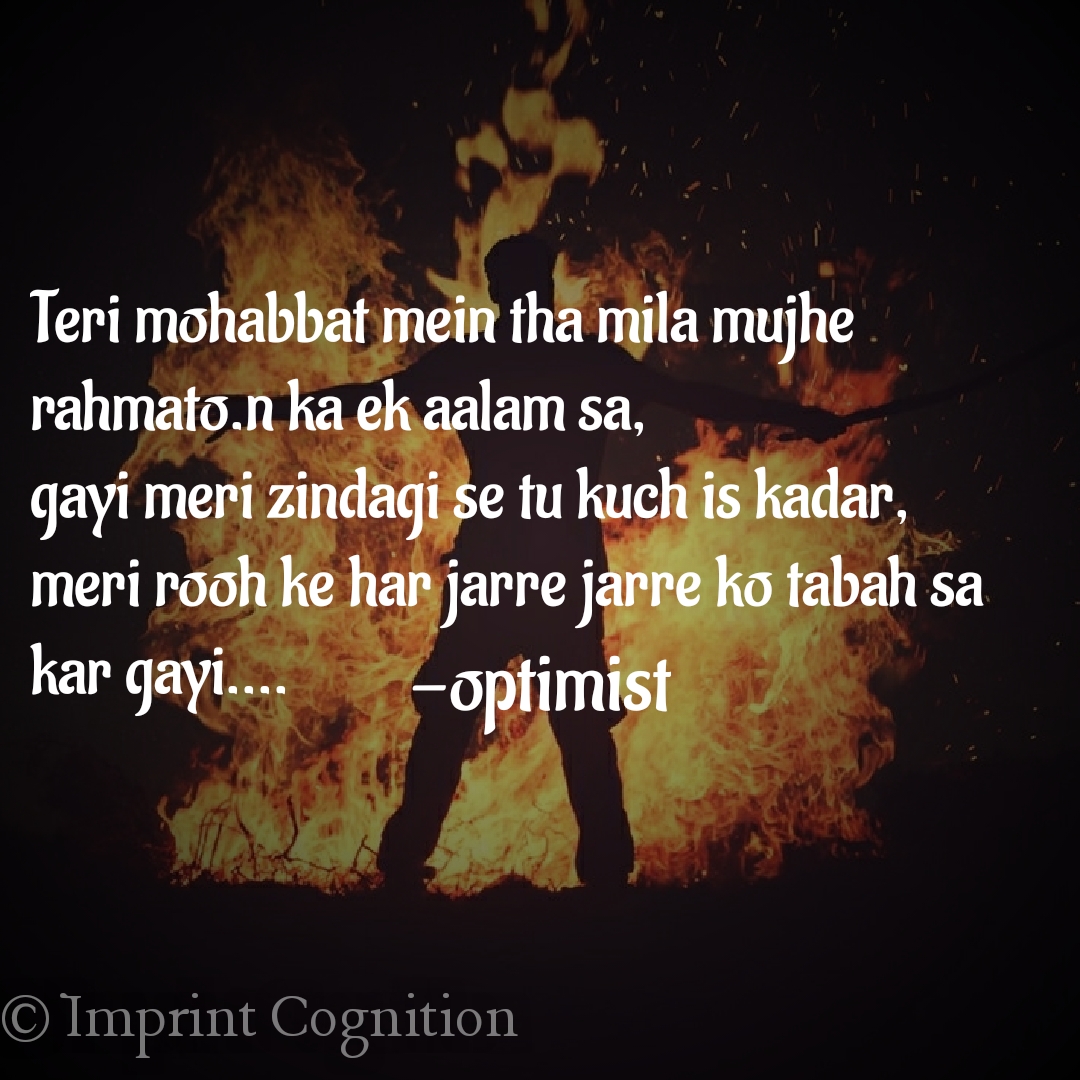 Teri mohabbat mein tha mila mujhe
rahmato.n ka ek aalam sa,
gayi meri zindagi se tu kuch is kadar,
meri rooh ke har jarre jarre ko tabah sa
kar gayi....
-optimist
© Imprint Cognition